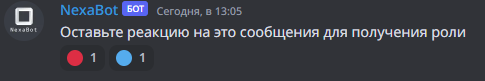 NexaBot БОТ Сегодня, в 13:05
NexaBot
Оставьте реакцию на это сообщения для получения роли
1 1